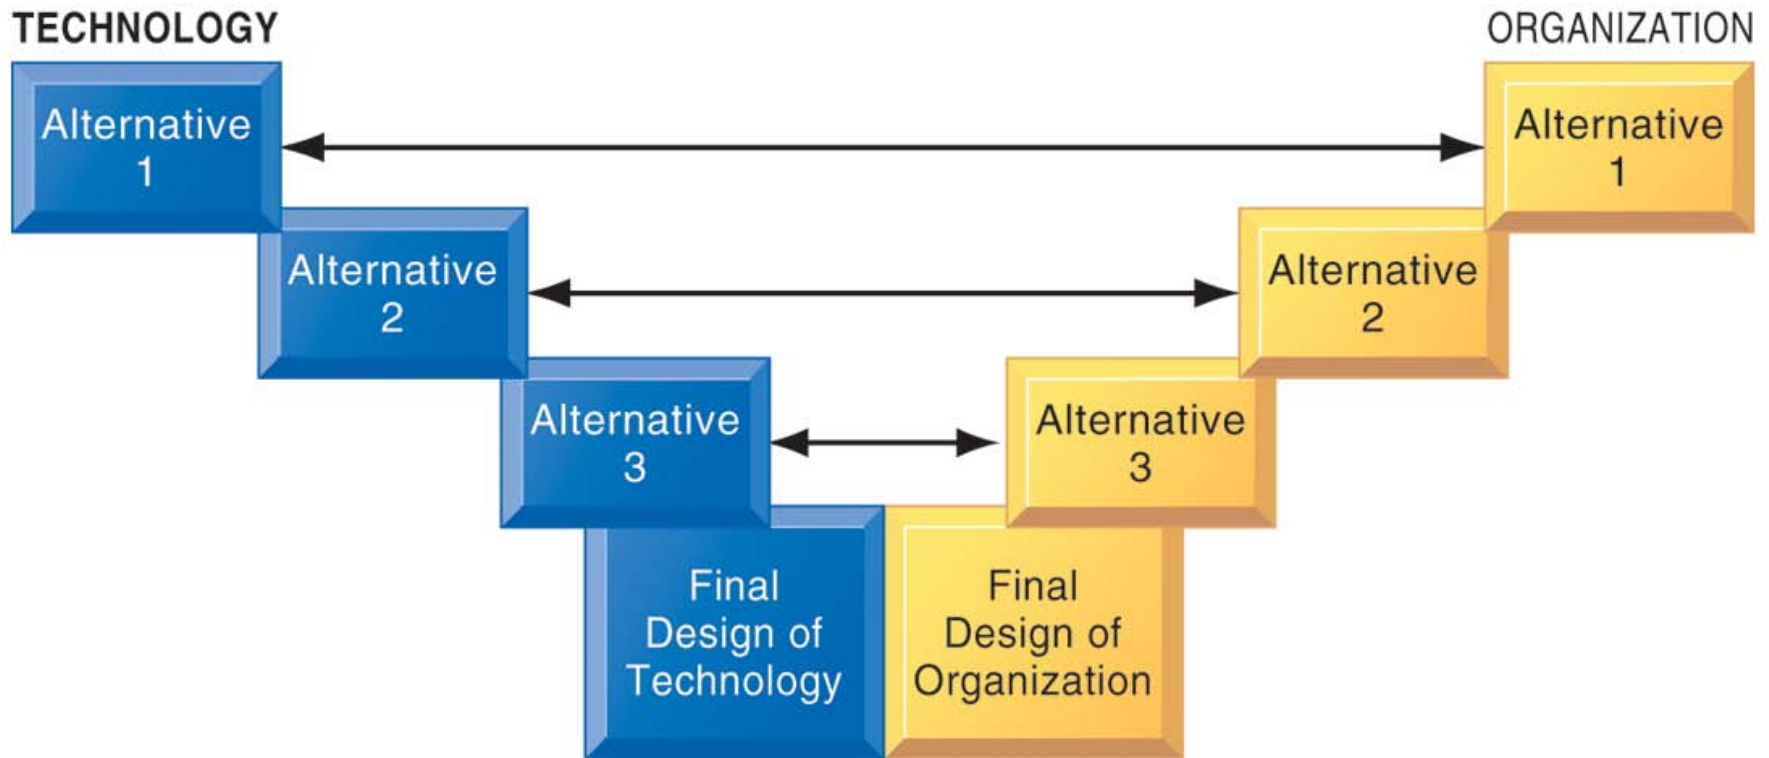 TECHNOLOGY
ORGANIZATION
Alternative
1
Alternative
1
Alternative
2
Alternative
2
Alternative
3
Alternative
3
Final
Design of
Technology
Final
Design of
Organization